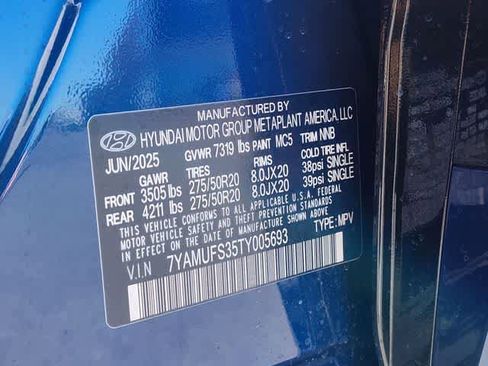 MANUFACTURED BY
HYUNDAI MOTOR GROUP METAPLANT AMERICA, LLC
JUN/2025 GVWR 7319 lbs PAINT MC5 TRIM NNB
GAWR TIRES RIMS COLD TIRE INFL.
FRONT 3505 lbs 275/50R20 8.0JX20 38psi SINGLE
REAR 4211 lbs 275/50R20 8.0JX20 39psi SINGLE
THIS VEHICLE CONFORMS TO ALL APPLICABLE U.S. FEDERAL
MOTOR VEHICLE SAFETY STANDARDS IN EFFECT ON THE
DATE OF MANUFACTURE SHOWN ABOVE.
V.I.N 7YAMUFS35TY005693 TYPE: MPV